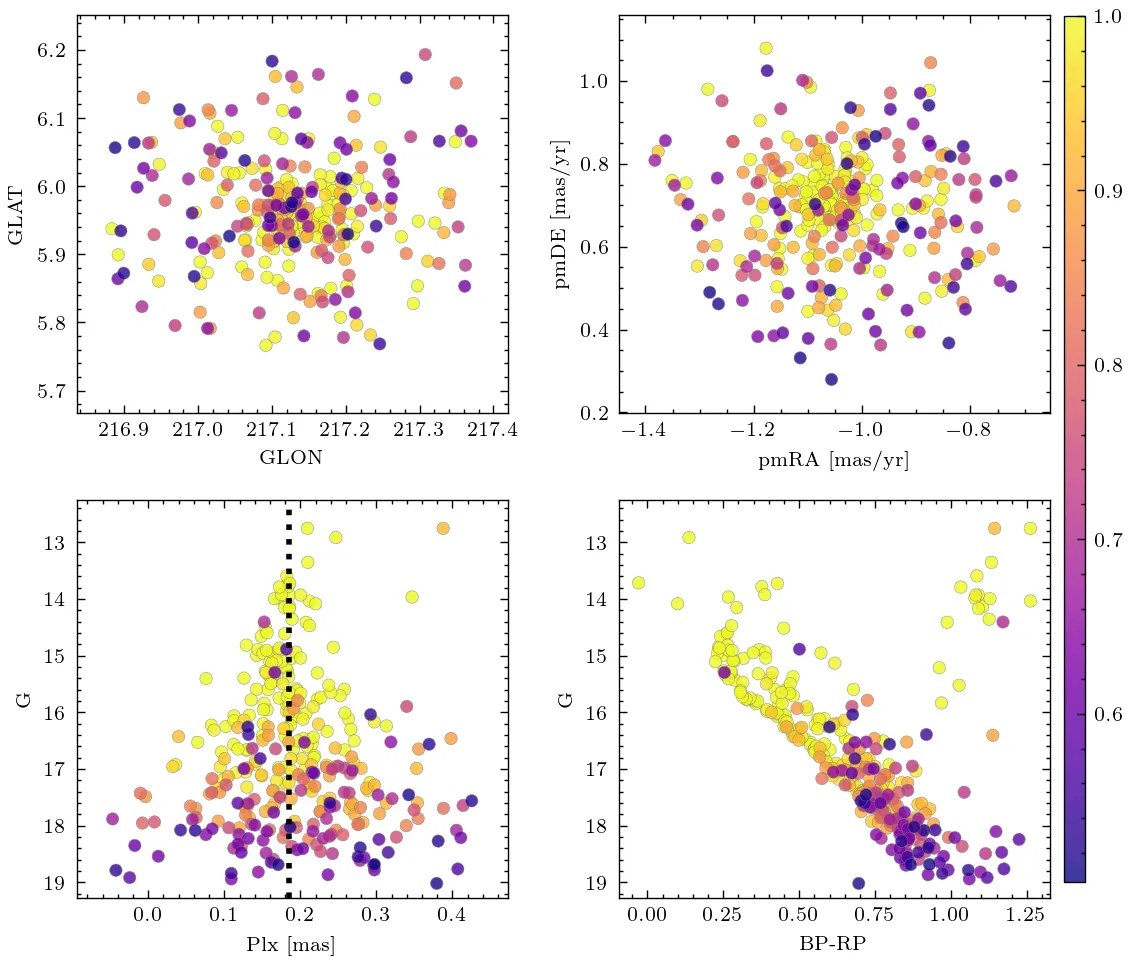 GLAT
6.2
6.1
6.0
5.9
5.8
5.7
216.9 217.0 217.1 217.2 217.3 217.4
GLON
pmDE [mas/yr]
1.0
0.8
0.6
0.4
0.2
−1.4 −1.2 −1.0 −0.8
pmRA [mas/yr]
1.0
0.9
0.8
0.7
0.6
G
13
14
15
16
17
18
19
0.0 0.1 0.2 0.3 0.4
Plx [mas]
G
13
14
15
16
17
18
19
0.00 0.25 0.50 0.75 1.00 1.25
BP-RP